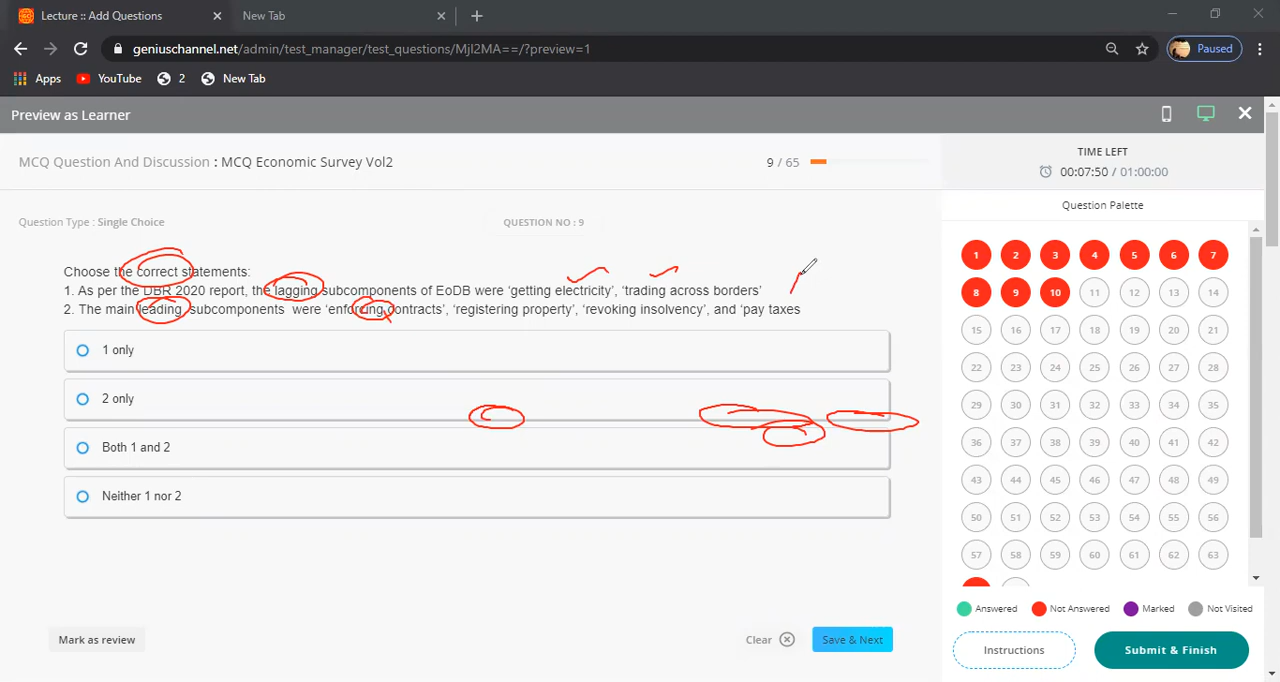 Lecture :: Add Questions
New Tab
geniuschannel.net/admin/test_manager/test_questions/MjI2MA==/?preview=1
Paused
Apps YouTube 2 New Tab
Preview as Learner
MCQ Question And Discussion : MCQ Economic Survey Vol2
9 / 65
TIME LEFT
00:07:50 / 01:00:00
Question Palette
Question Type : Single Choice
QUESTION NO : 9
Choose the correct statements:
1. As per the DBR 2020 report, the lagging subcomponents of EoDB were 'getting electricity', 'trading across borders'
2. The main leading subcomponents were 'enforcing contracts', 'registering property', 'revoking insolvency', and 'pay taxes
1 only
2 only
Both 1 and 2
Neither 1 nor 2
1 2 3 4 5 6 7
8 9 10 11 12 13 14
15 16 17 18 19 20 21
22 23 24 25 26 27 28
29 30 31 32 33 34 35
36 37 38 39 40 41 42
43 44 45 46 47 48 49
50 51 52 53 54 55 56
57 58 59 60 61 62 63
Answered Not Answered Marked Not Visited
Mark as review
Clear
Save & Next
Instructions
Submit & Finish